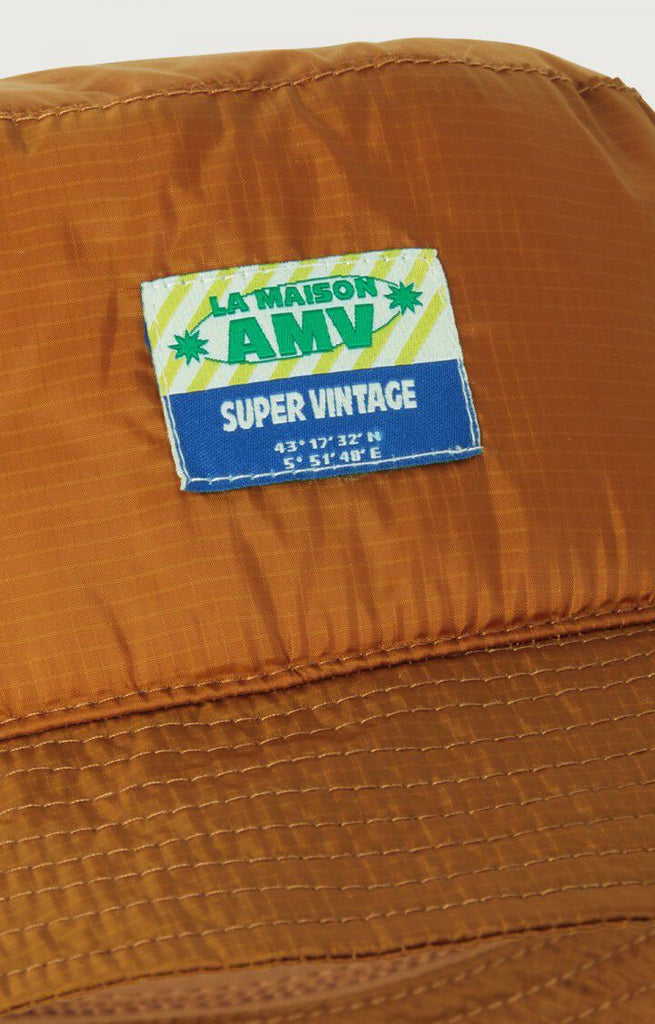 LA MAISON
AMV
SUPER VINTAGE
43° 17' 32' N
5° 51' 40' E